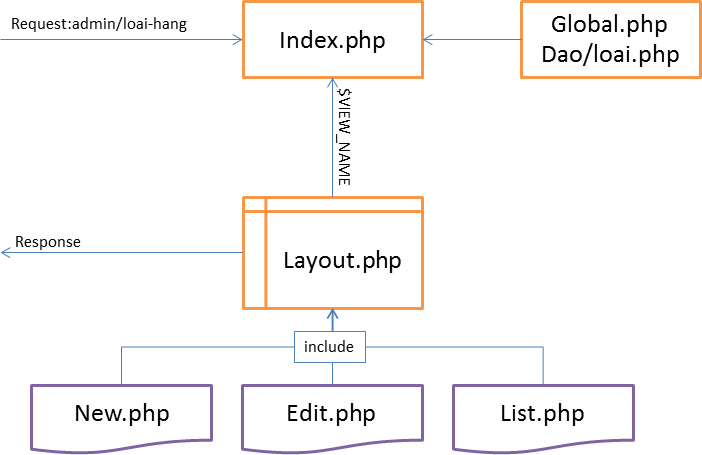 Request:admin/loai-hang
Index.php
Global.php
Dao/loai.php
$VIEW_NAME
Response
Layout.php
include
New.php
Edit.php
List.php